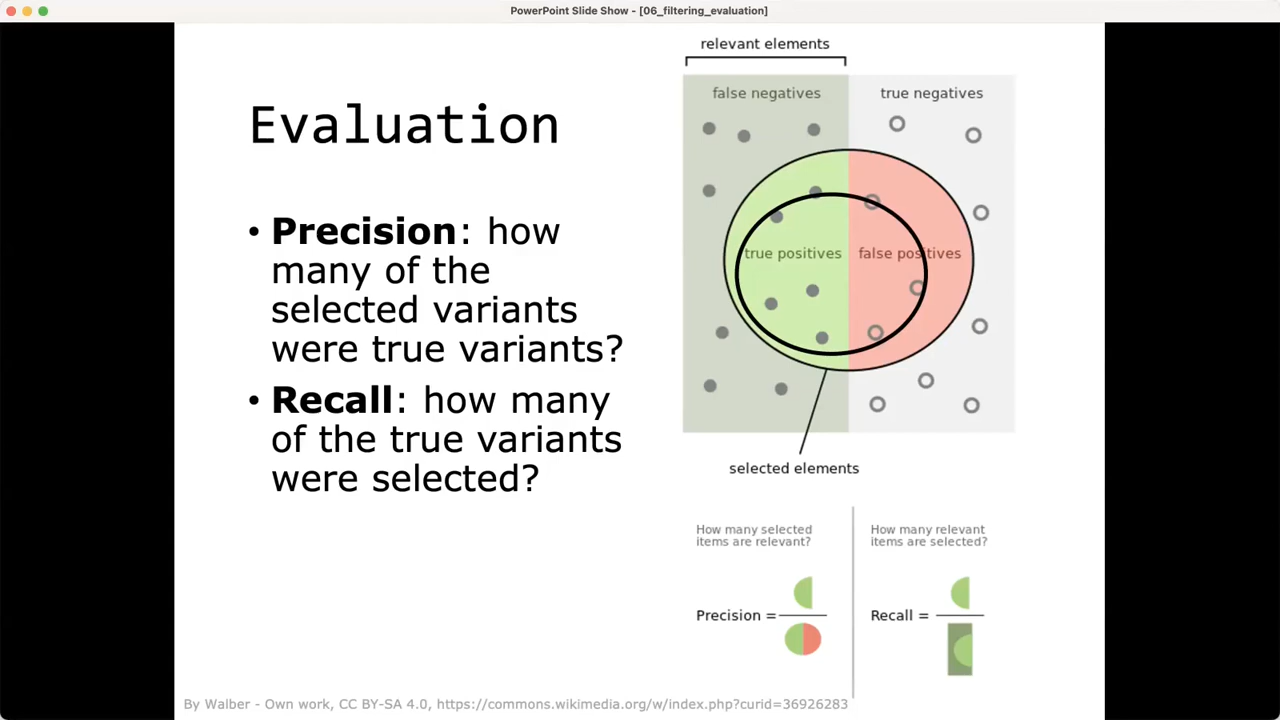 PowerPoint Slide Show - [06_filtering_evaluation]
Evaluation
• Precision: how
many of the
selected variants
were true variants?
• Recall: how many
of the true variants
were selected?
relevant elements
false negatives
true negatives
true positives
false positives
selected elements
How many selected
items are relevant?
Precision =
How many relevant
items are selected?
Recall =
By Walber - Own work, CC BY-SA 4.0, https://commons.wikimedia.org/w/index.php?curid=36926283